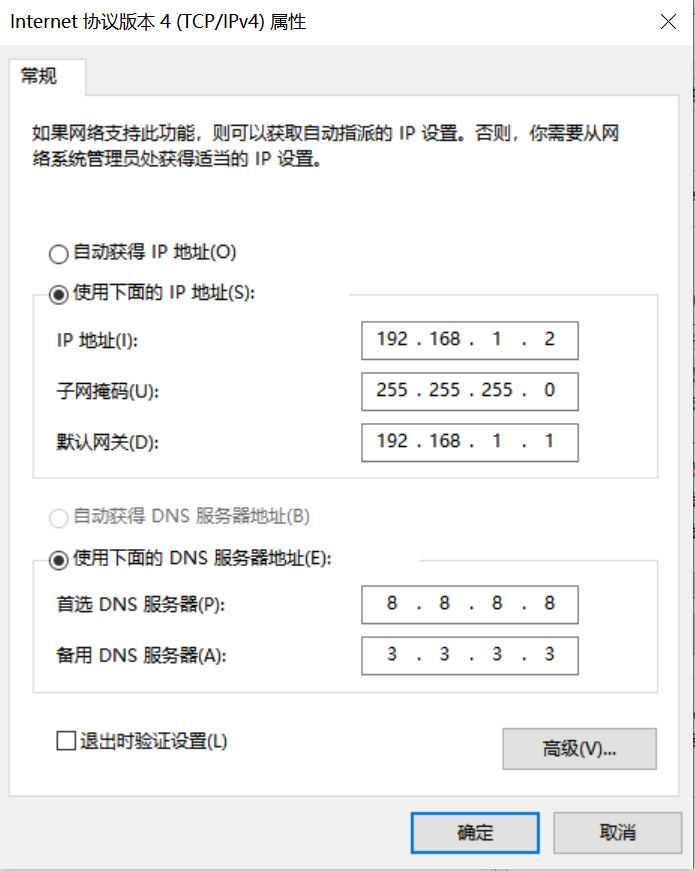 Internet 协议版本 4 (TCP/IPv4) 属性
常规
如果网络支持此功能，则可以获取自动指派的 IP 设置。否则，你需要从网
络系统管理员处获得适当的 IP 设置。
自动获得 IP 地址(O)
使用下面的 IP 地址(S):
IP 地址(I): 192 . 168 . 1 . 2
子网掩码(U): 255 . 255 . 255 . 0
默认网关(D): 192 . 168 . 1 . 1
自动获得 DNS 服务器地址(B)
使用下面的 DNS 服务器地址(E):
首选 DNS 服务器(P): 8 . 8 . 8 . 8
备用 DNS 服务器(A): 3 . 3 . 3 . 3
退出时验证设置(L)
高级(V)...
确定 取消